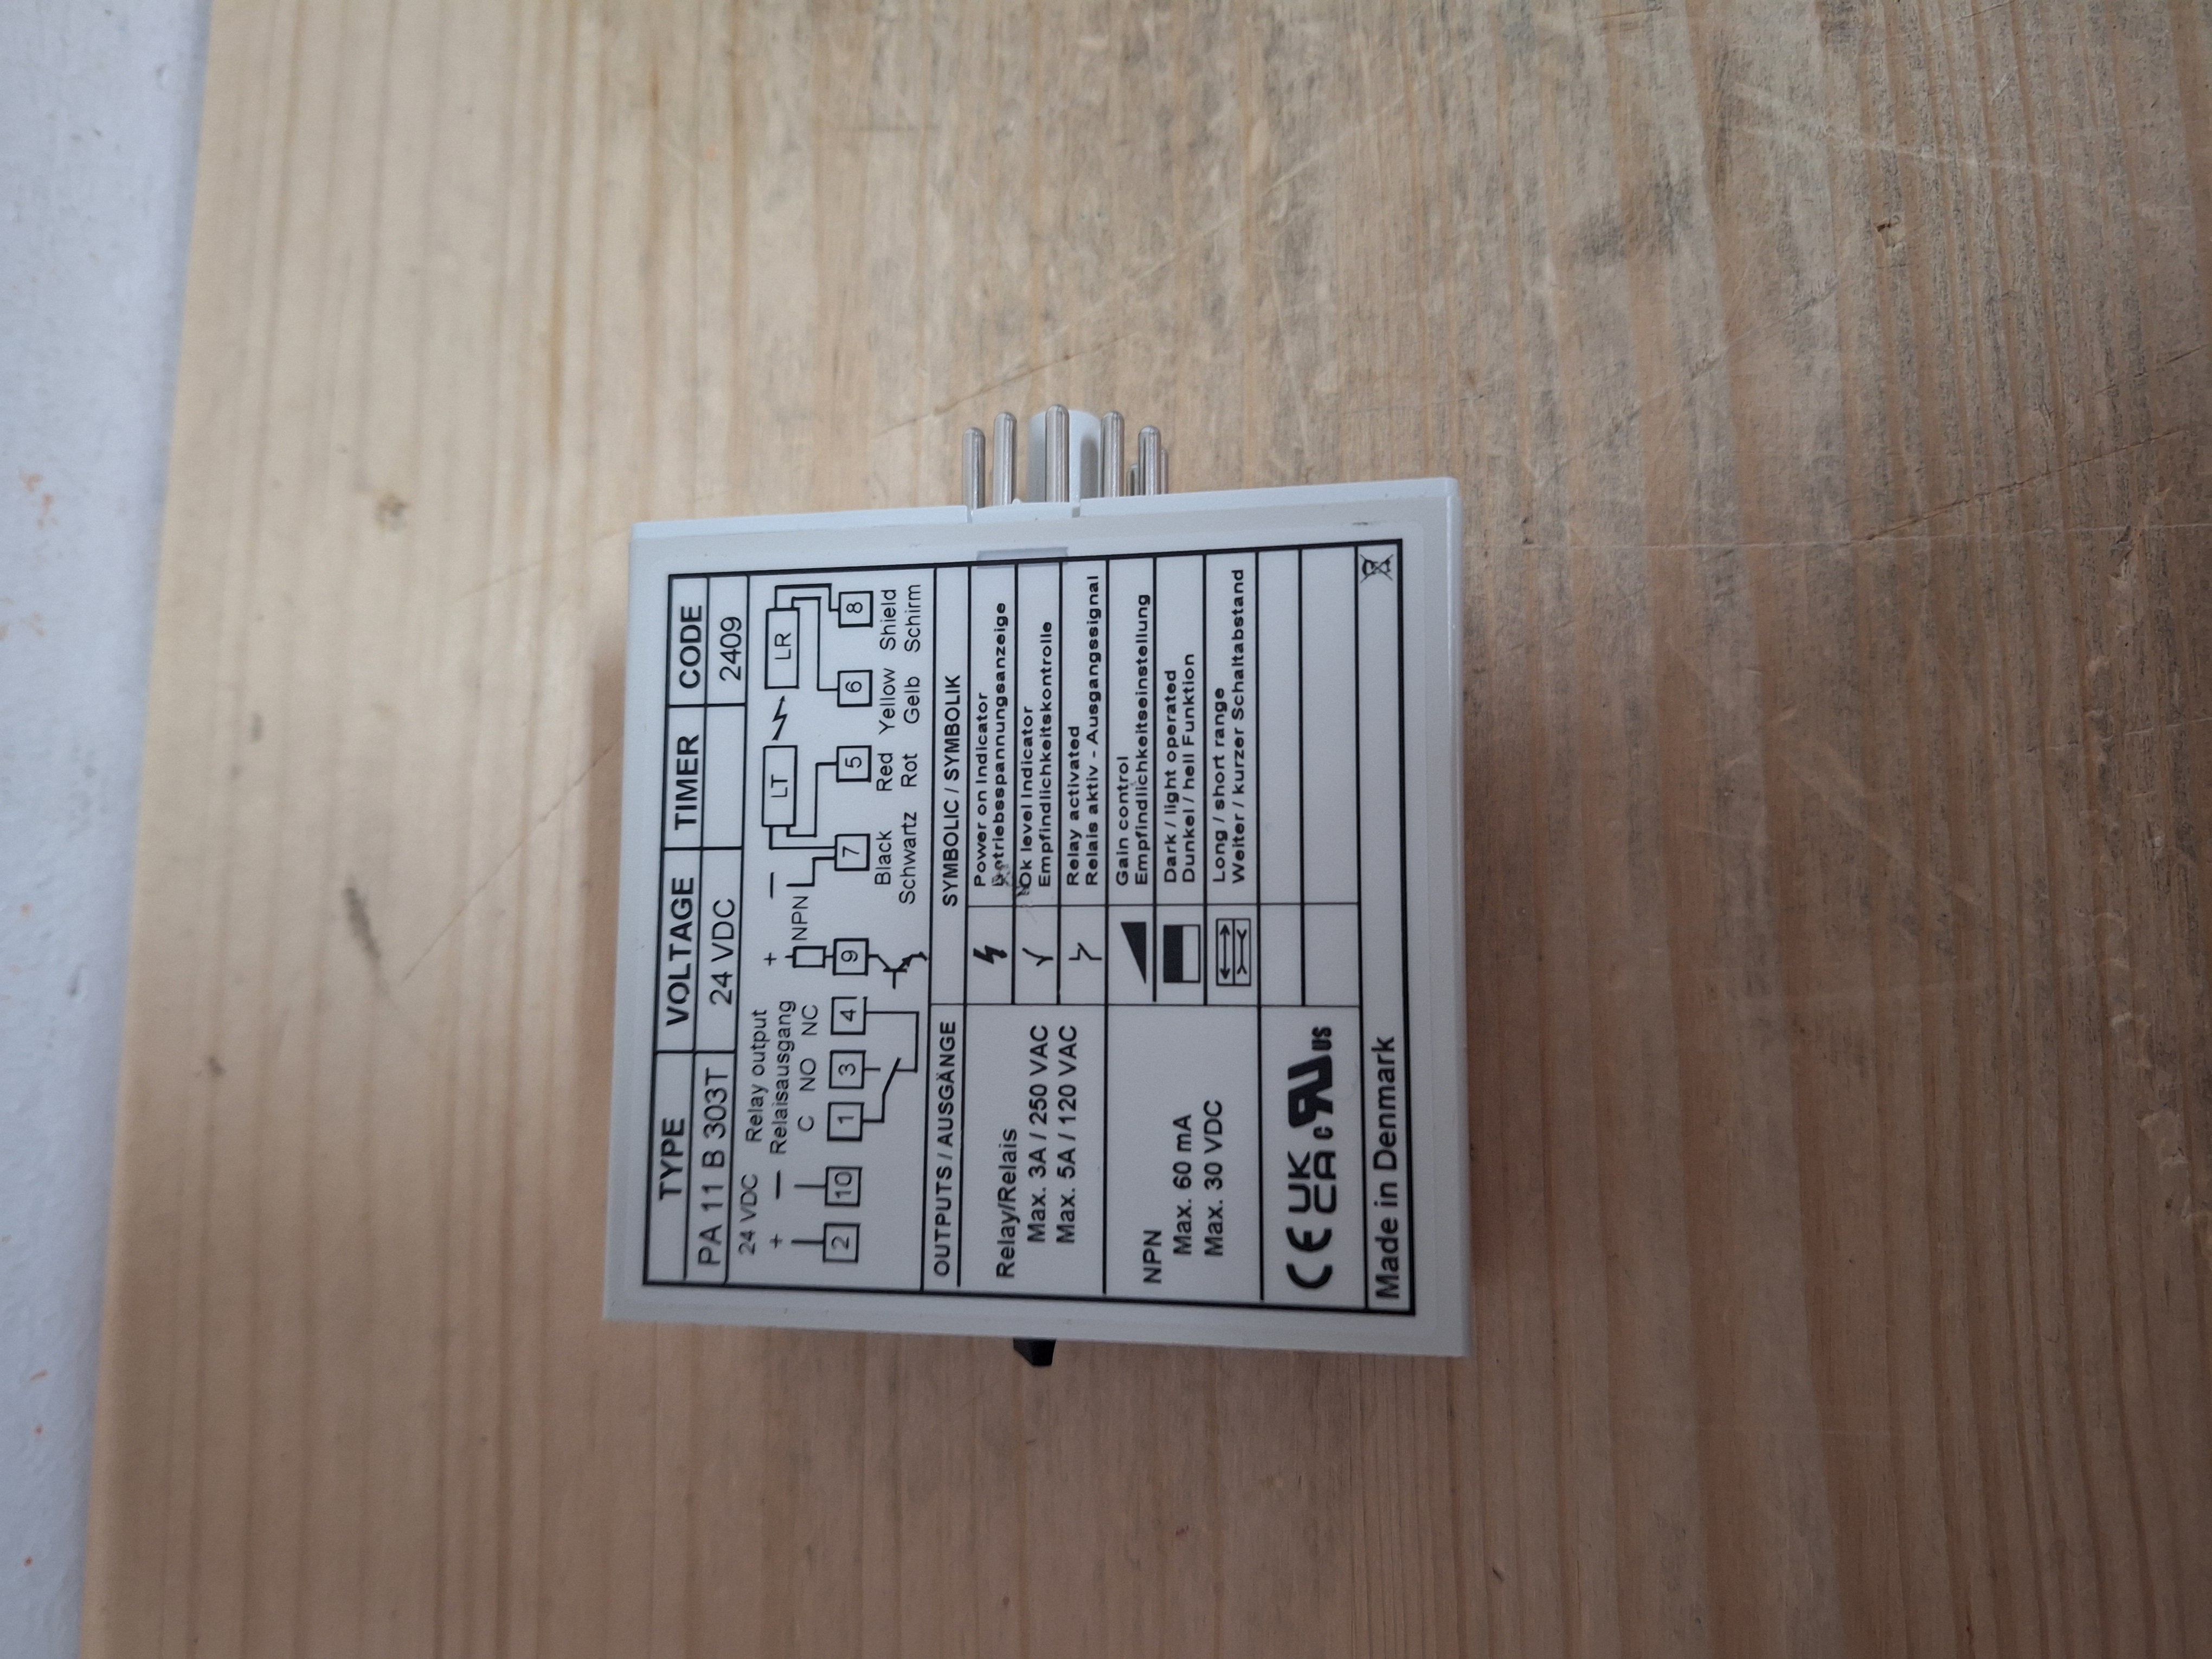 TYPE VOLTAGE TIMER CODE
PA 11 B 303T 24 VDC 2409
24 VDC Relay output
+ — Relaisausgang + —
C NO NC NPN LT LR
2 10 1 3 4 9 7 5 6 8
Black Red Yellow Shield
Schwartz Rot Gelb Schirm
OUTPUTS / AUSGÄNGE SYMBOLIC / SYMBOLIK
Relay/Relais
Max. 3A / 250 VAC
Max. 5A / 120 VAC
Power on Indicator
Betriebsspannungsanzeige
Ok level Indicator
Empfindlichkeitskontrolle
Relay activated
Relais aktiv - Ausgangssignal
NPN
Max. 60 mA
Max. 30 VDC
Gain control
Empfindlichkeitseinstellung
Dark / light operated
Dunkel / hell Funktion
Long / short range
Weiter / kurzer Schaltabstand
CE UK CA c RU US
Made in Denmark